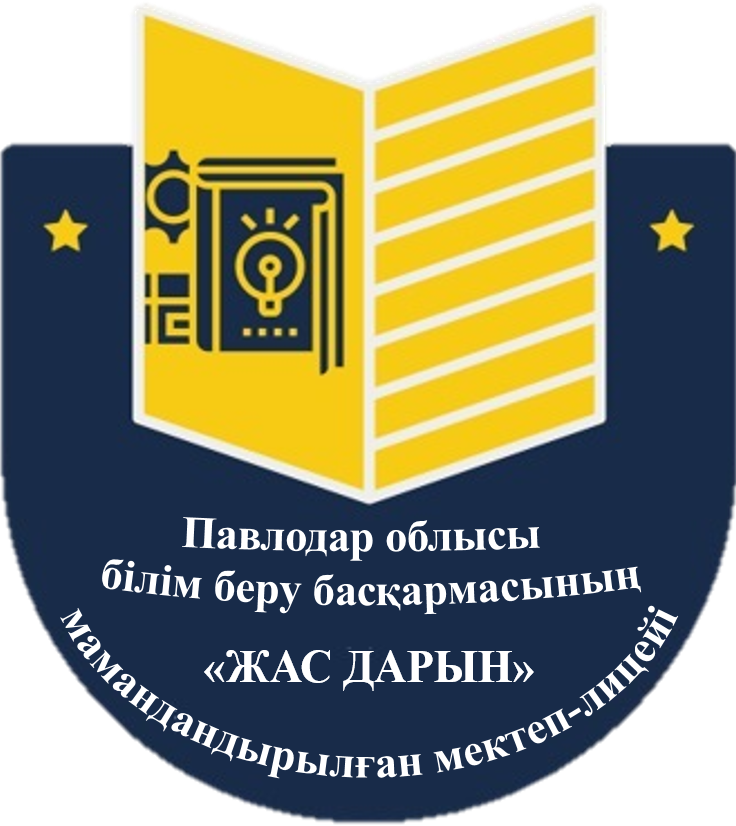 Павлодар облысы
білім беру басқармасының
«ЖАС ДАРЫН»
мамандандырылған мектеп-лицейі